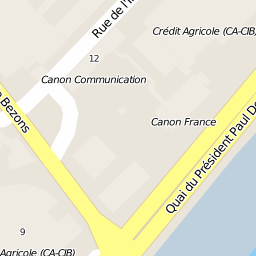 Rue de l'I
Crédit Agricole (CA-CIB)
12
Canon Communication
Bezons
Canon France
Quai du Président Paul Do
9
Agricole (CA-CIB)